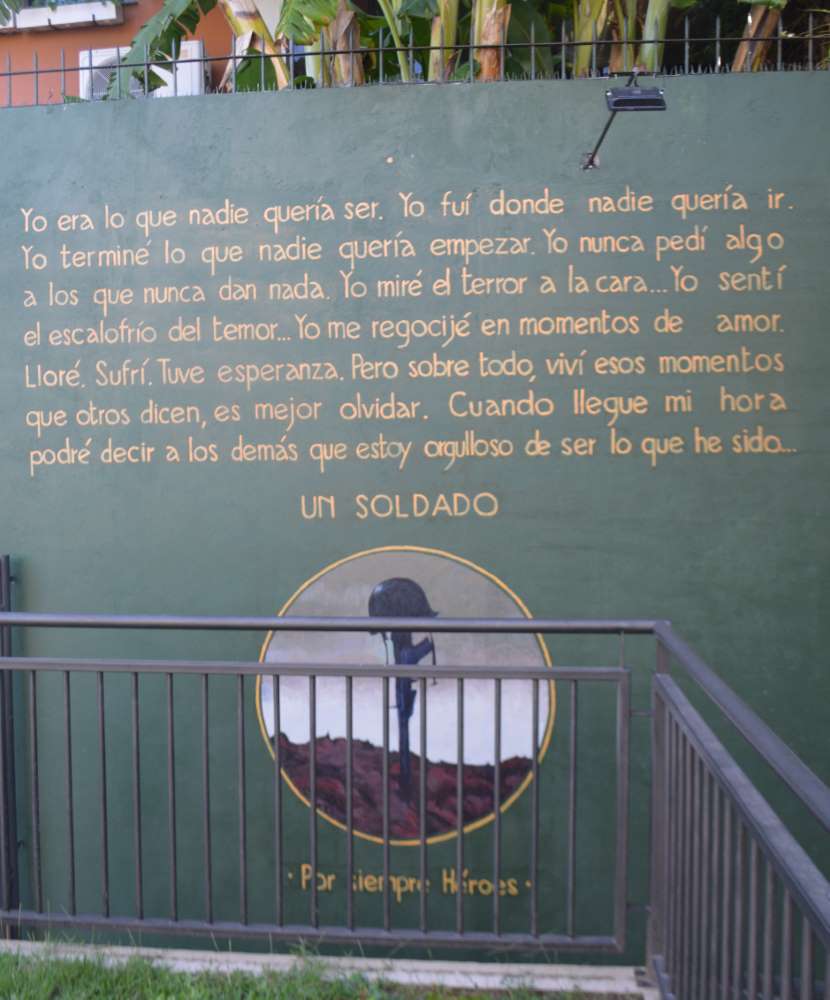 Yo era lo que nadie quería ser. Yo fuí donde nadie quería ir.
Yo terminé lo que nadie quería empezar. Yo nunca pedí algo
a los que nunca dan nada. Yo miré el terror a la cara... Yo sentí
el escalofrío del temor... Yo me regocijé en momentos de amor.
Lloré. Sufrí. Tuve esperanza. Pero sobre todo, viví esos momentos
que otros dicen, es mejor olvidar. Cuando llegue mi hora
podré decir a los demás que estoy orgulloso de ser lo que he sido...
UN SOLDADO
· Por siempre Héroes ·